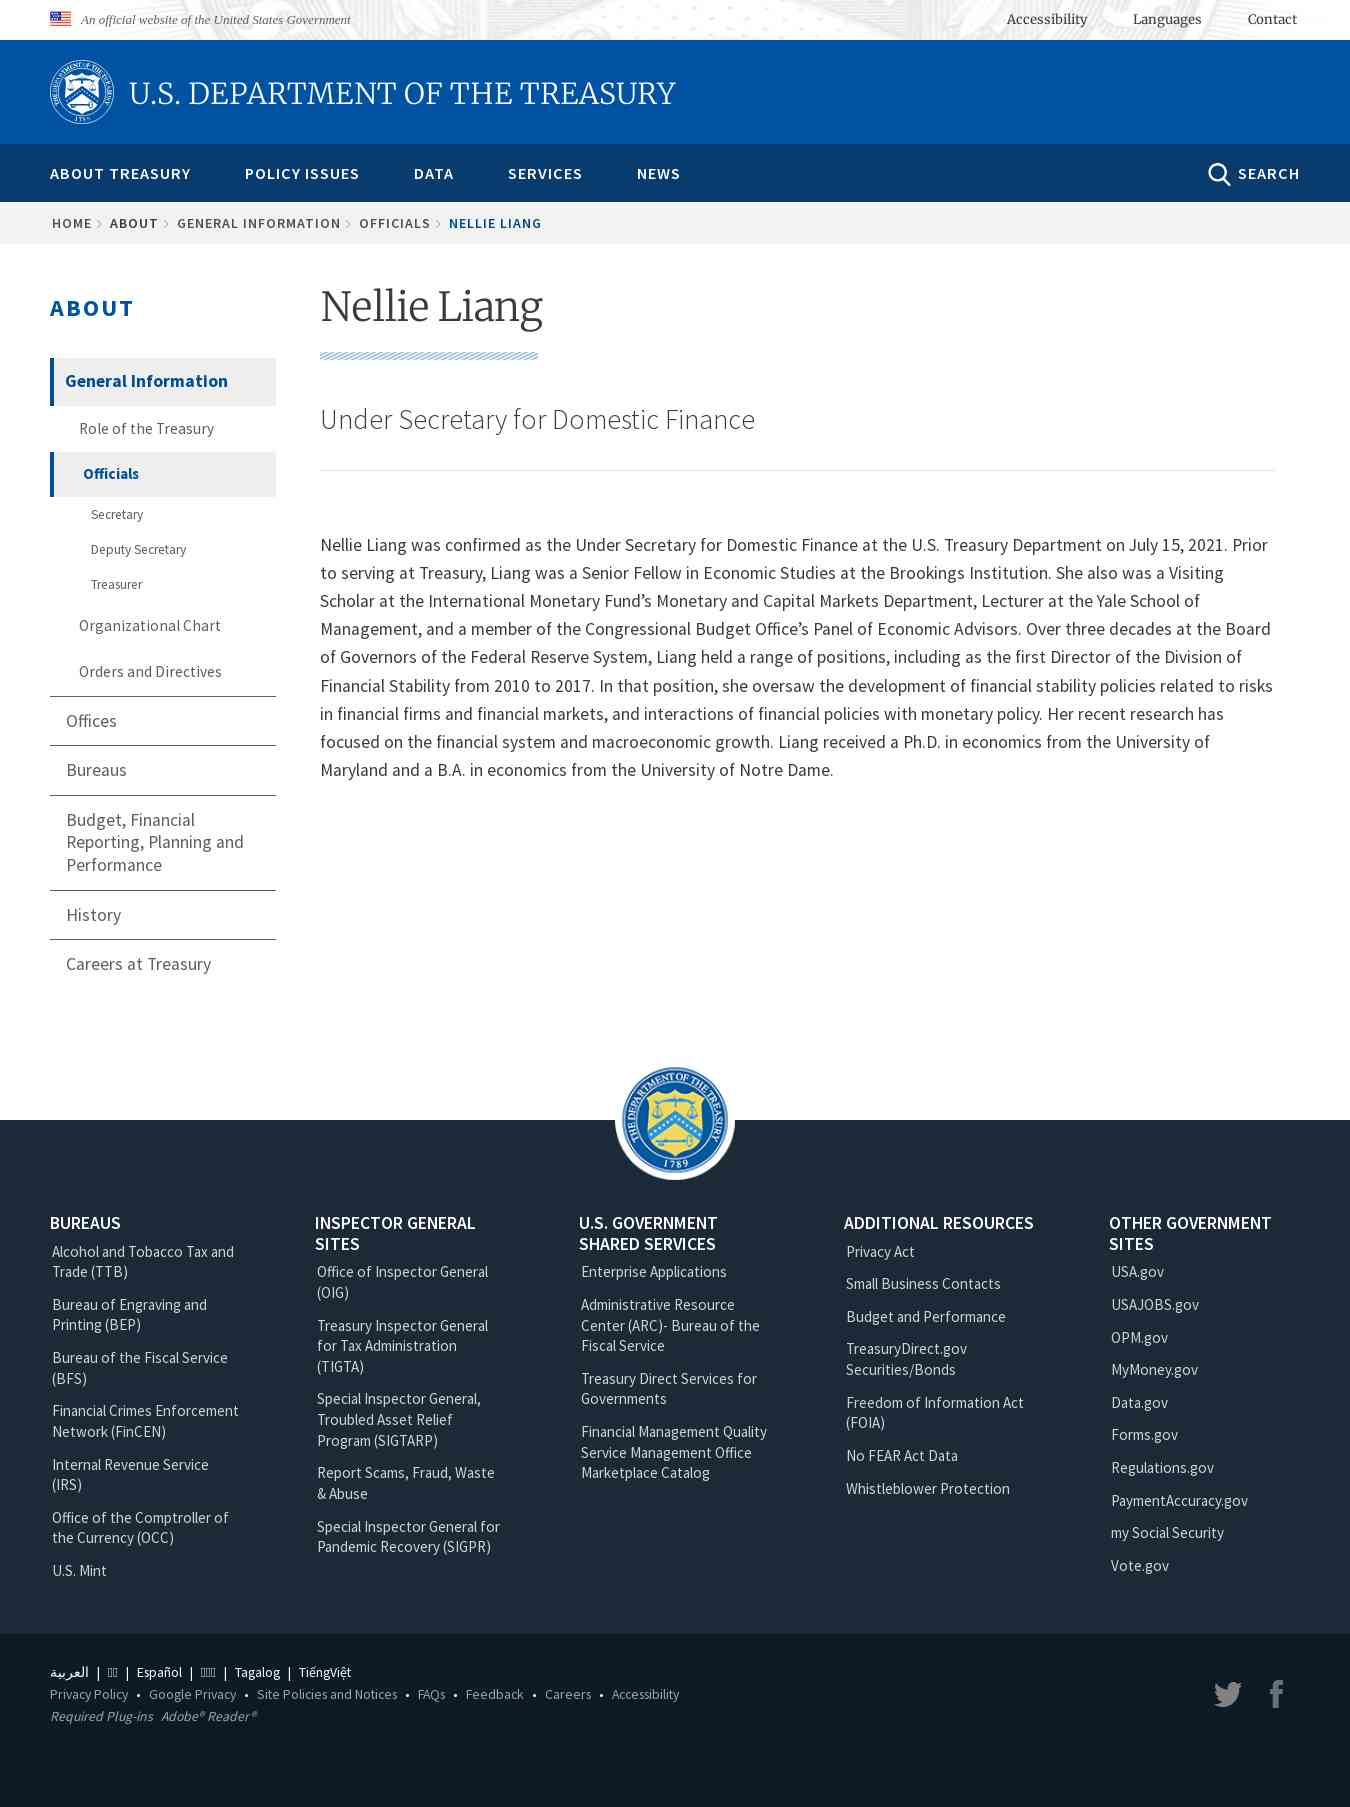 An official website of the United States Government
Accessibility Languages Contact
U.S. DEPARTMENT OF THE TREASURY
ABOUT TREASURY POLICY ISSUES DATA SERVICES NEWS SEARCH
HOME ABOUT GENERAL INFORMATION OFFICIALS NELLIE LIANG
ABOUT
General Information
Role of the Treasury
Officials
Secretary
Deputy Secretary
Treasurer
Organizational Chart
Orders and Directives
Offices
Bureaus
Budget, Financial
Reporting, Planning and
Performance
History
Careers at Treasury
Nellie Liang
Under Secretary for Domestic Finance
Nellie Liang was confirmed as the Under Secretary for Domestic Finance at the U.S. Treasury Department on July 15, 2021. Prior
to serving at Treasury, Liang was a Senior Fellow in Economic Studies at the Brookings Institution. She also was a Visiting
Scholar at the International Monetary Fund’s Monetary and Capital Markets Department, Lecturer at the Yale School of
Management, and a member of the Congressional Budget Office’s Panel of Economic Advisors. Over three decades at the Board
of Governors of the Federal Reserve System, Liang held a range of positions, including as the first Director of the Division of
Financial Stability from 2010 to 2017. In that position, she oversaw the development of financial stability policies related to risks
in financial firms and financial markets, and interactions of financial policies with monetary policy. Her recent research has
focused on the financial system and macroeconomic growth. Liang received a Ph.D. in economics from the University of
Maryland and a B.A. in economics from the University of Notre Dame.
THE DEPARTMENT OF THE TREASURY
1789
BUREAUS
Alcohol and Tobacco Tax and
Trade (TTB)
Bureau of Engraving and
Printing (BEP)
Bureau of the Fiscal Service
(BFS)
Financial Crimes Enforcement
Network (FinCEN)
Internal Revenue Service
(IRS)
Office of the Comptroller of
the Currency (OCC)
U.S. Mint
INSPECTOR GENERAL
SITES
Office of Inspector General
(OIG)
Treasury Inspector General
for Tax Administration
(TIGTA)
Special Inspector General,
Troubled Asset Relief
Program (SIGTARP)
Report Scams, Fraud, Waste
& Abuse
Special Inspector General for
Pandemic Recovery (SIGPR)
U.S. GOVERNMENT
SHARED SERVICES
Enterprise Applications
Administrative Resource
Center (ARC)- Bureau of the
Fiscal Service
Treasury Direct Services for
Governments
Financial Management Quality
Service Management Office
Marketplace Catalog
ADDITIONAL RESOURCES
Privacy Act
Small Business Contacts
Budget and Performance
TreasuryDirect.gov
Securities/Bonds
Freedom of Information Act
(FOIA)
No FEAR Act Data
Whistleblower Protection
OTHER GOVERNMENT
SITES
USA.gov
USAJOBS.gov
OPM.gov
MyMoney.gov
Data.gov
Forms.gov
Regulations.gov
PaymentAccuracy.gov
my Social Security
Vote.gov
العربية | | Español | | Tagalog | TiếngViệt
Privacy Policy • Google Privacy • Site Policies and Notices • FAQs • Feedback • Careers • Accessibility
Required Plug-ins Adobe® Reader®